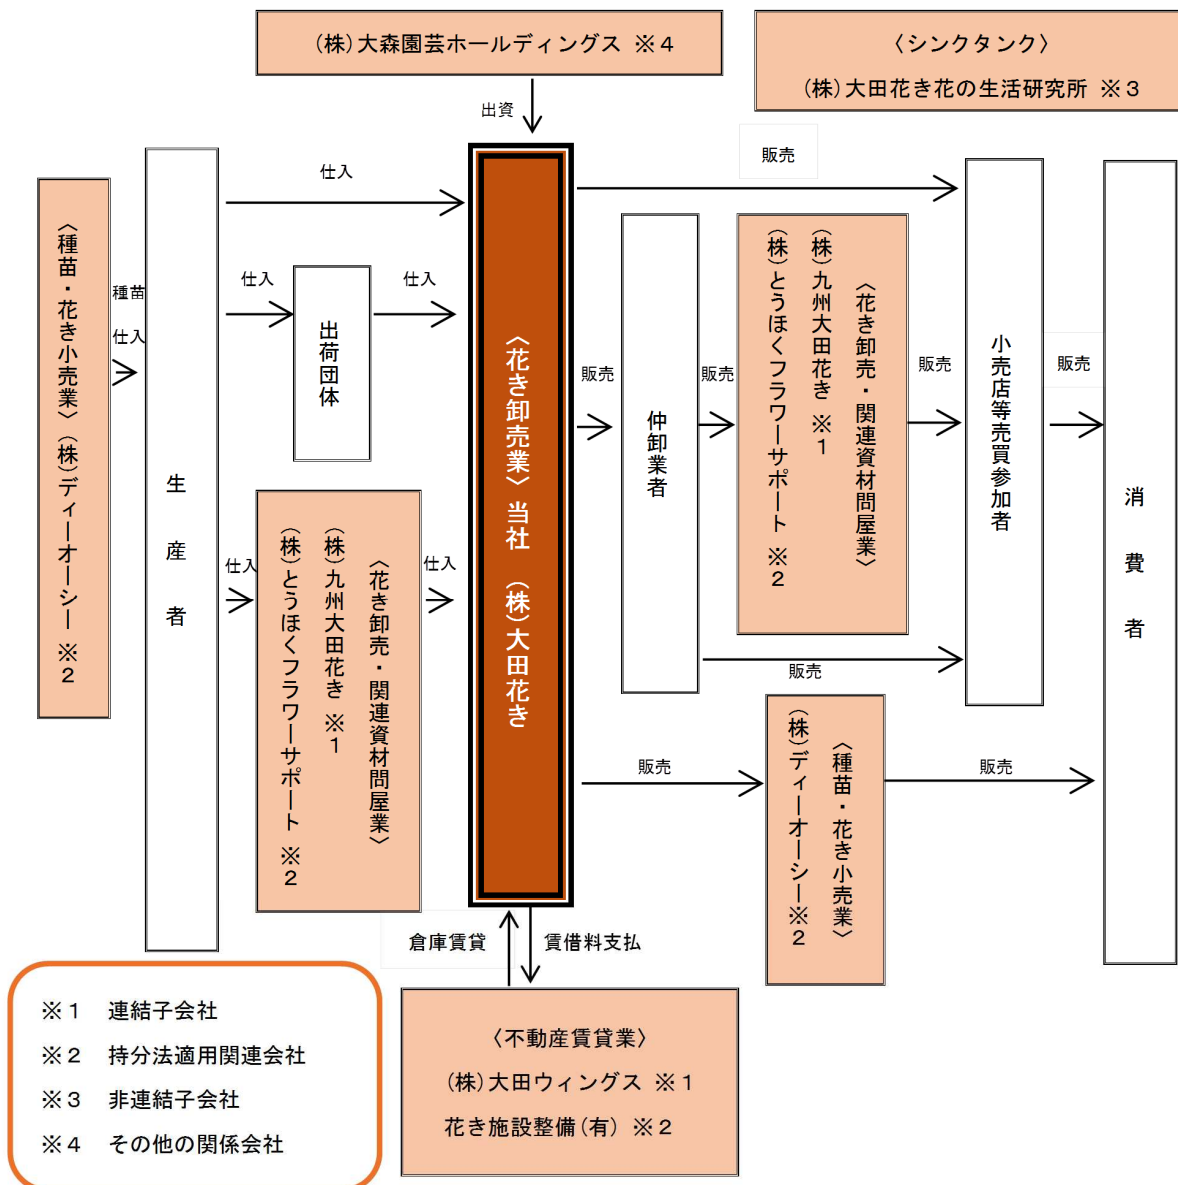 (株)大森園芸ホールディングス ※４
〈シンクタンク〉
(株)大田花き花の生活研究所 ※３
出資
〈種苗・花き小売業〉(株)ディーオーシー ※２
種苗
仕入
生産者
仕入
仕入
出荷団体
仕入
仕入
〈花き卸売・関連資材問屋業〉
(株)九州大田花き ※１
(株)とうほくフラワーサポート ※２
仕入
〈花き卸売業〉当社 (株)大田花き
販売
販売
仲卸業者
販売
〈花き卸売・関連資材問屋業〉
(株)九州大田花き ※１
(株)とうほくフラワーサポート ※２
販売
販売
小売店等売買参加者
販売
消費者
販売
〈種苗・花き小売業〉
(株)ディーオーシー※２
販売
倉庫賃貸
賃借料支払
〈不動産賃貸業〉
(株)大田ウィングス ※１
花き施設整備(有) ※２
※１ 連結子会社
※２ 持分法適用関連会社
※３ 非連結子会社
※４ その他の関係会社